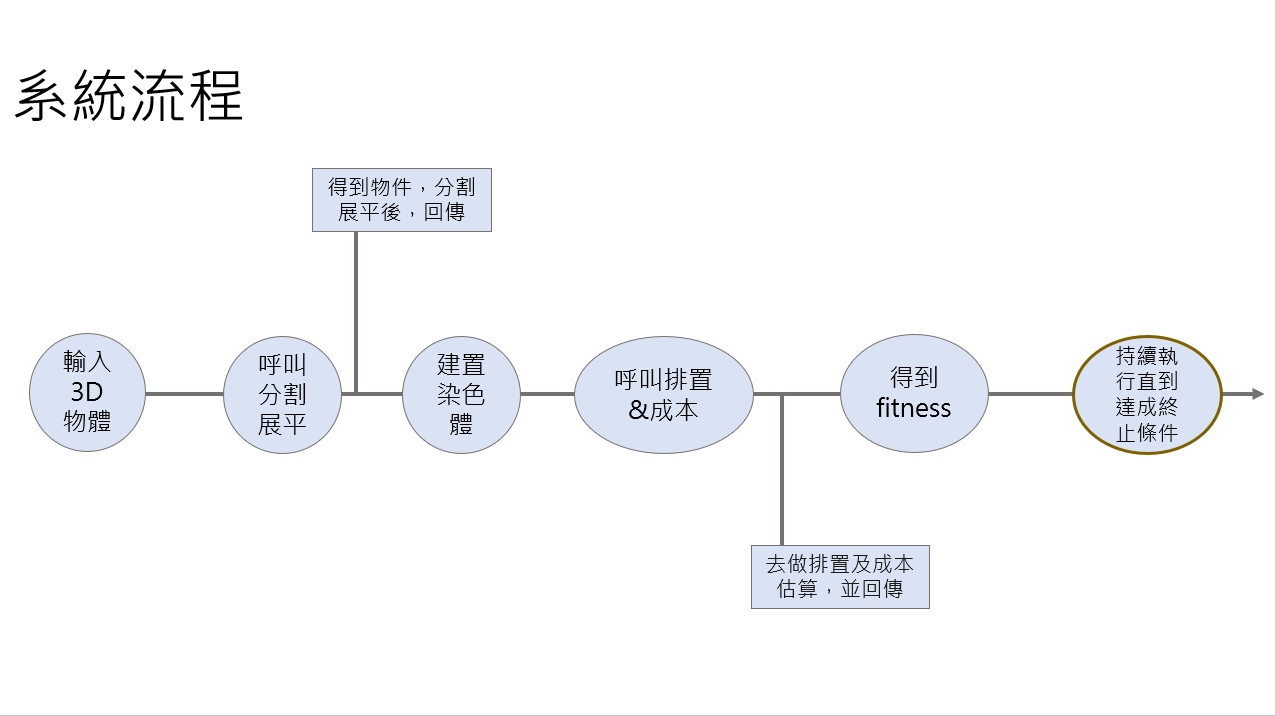 系統流程
得到物件，分割
展平後，回傳
輸入
3D
物體
呼叫
分割
展平
建置
染色
體
呼叫排置
&成本
得到
fitness
持續執
行直到
達成終
止條件
去做排置及成本
估算，並回傳